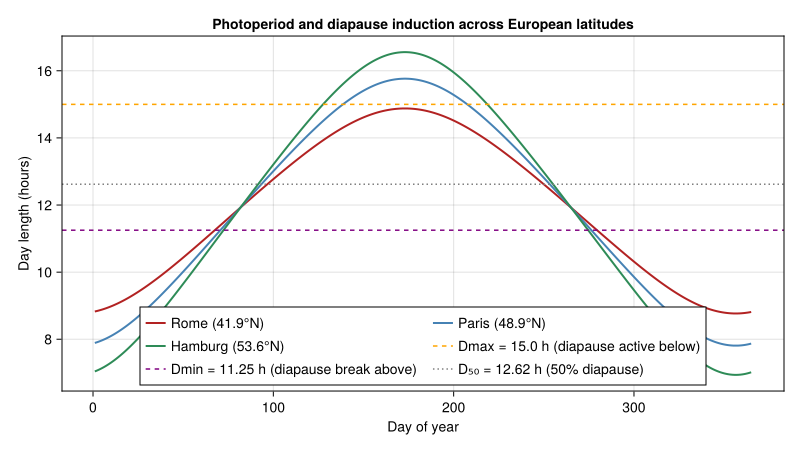 Photoperiod and diapause induction across European latitudes
Day length (hours)
16
14
12
10
8
Rome (41.9°N)
Paris (48.9°N)
Hamburg (53.6°N)
Dmax = 15.0 h (diapause active below)
Dmin = 11.25 h (diapause break above)
D₅₀ = 12.62 h (50% diapause)
0
100
200
300
Day of year